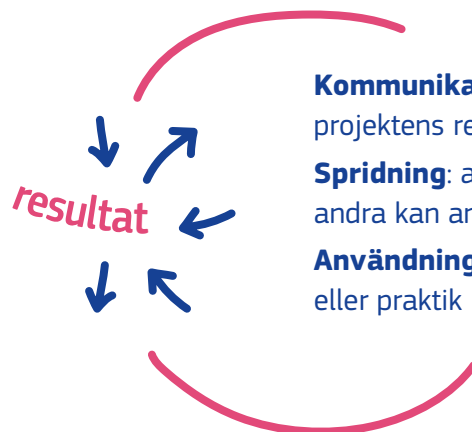 resultat
Kommunika
projektens re
Spridning: a
andra kan an
Användning
eller praktik